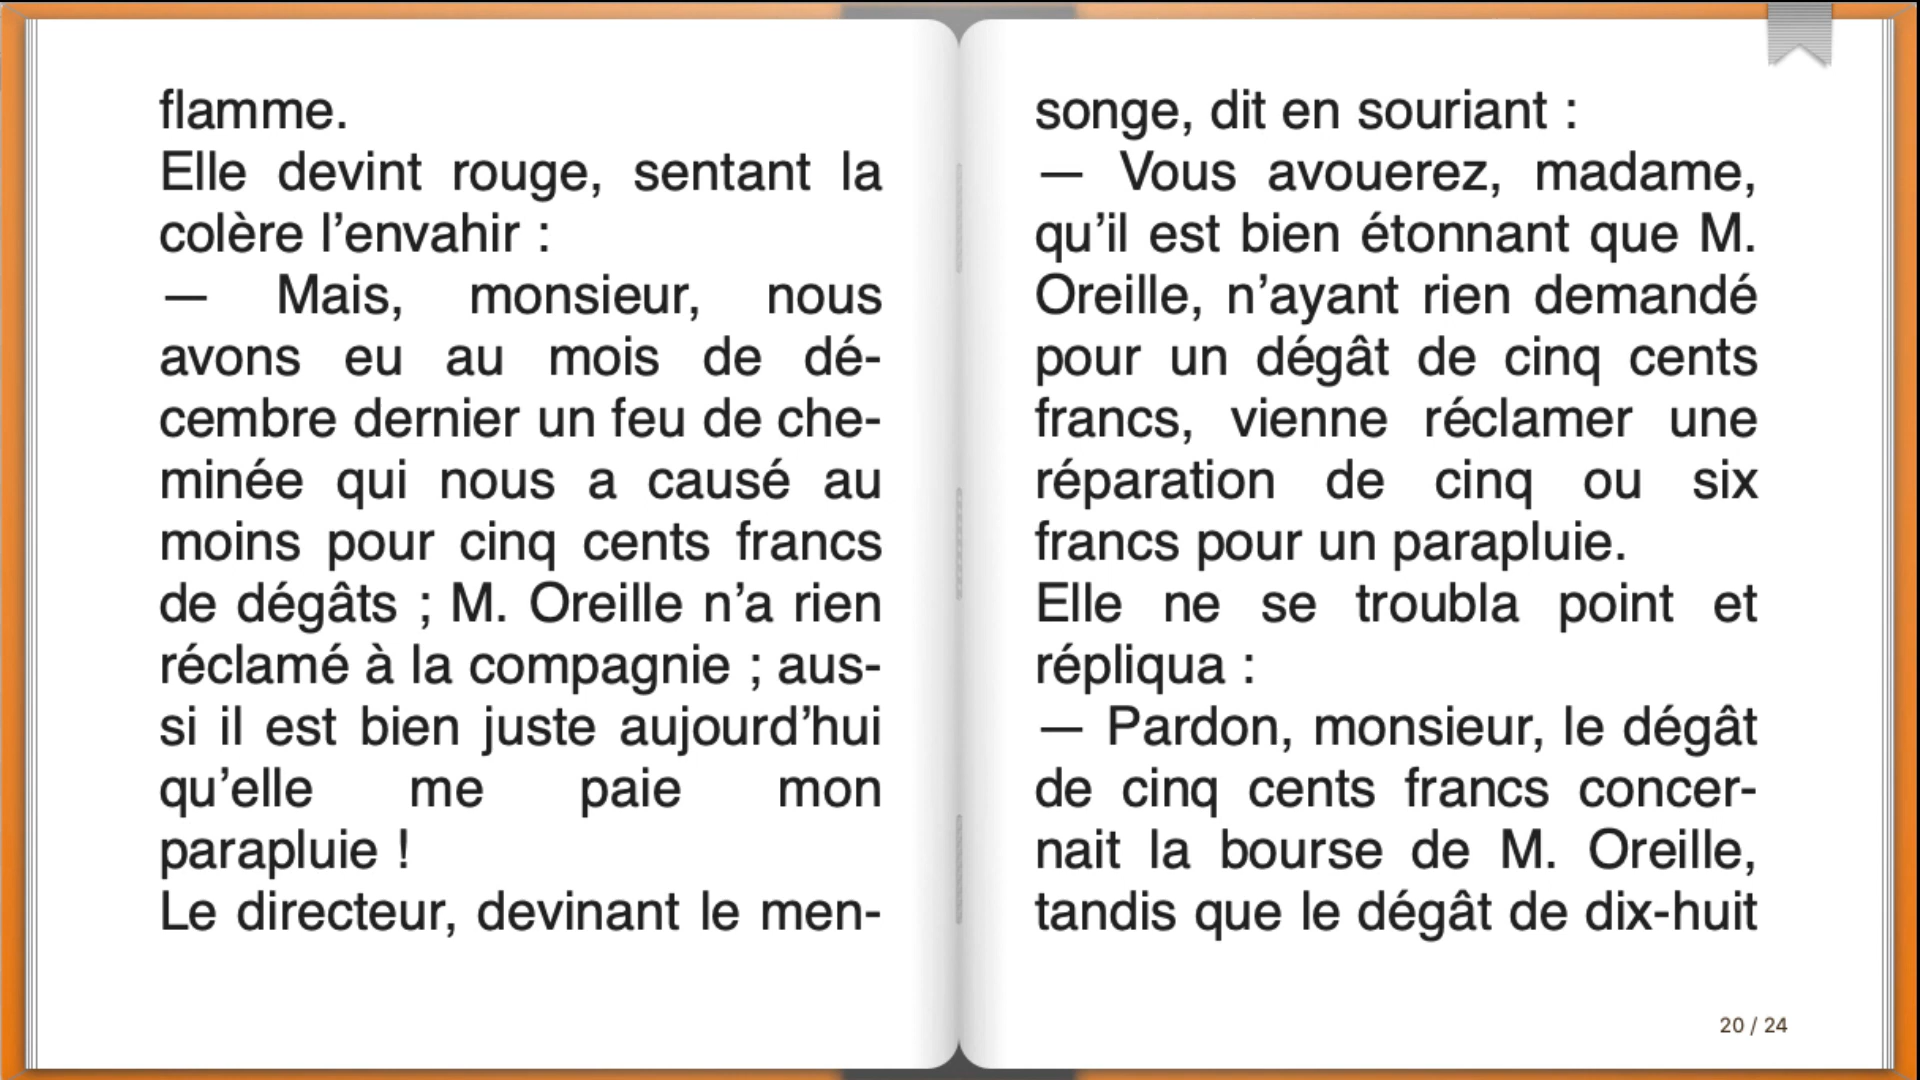 flamme.
Elle devint rouge, sentant la
colère l’envahir :
— Mais, monsieur, nous
avons eu au mois de dé-
cembre dernier un feu de che-
minée qui nous a causé au
moins pour cinq cents francs
de dégâts ; M. Oreille n’a rien
réclamé à la compagnie ; aus-
si il est bien juste aujourd’hui
qu’elle me paie mon
parapluie !
Le directeur, devinant le men-
songe, dit en souriant :
— Vous avouerez, madame,
qu’il est bien étonnant que M.
Oreille, n’ayant rien demandé
pour un dégât de cinq cents
francs, vienne réclamer une
réparation de cinq ou six
francs pour un parapluie.
Elle ne se troubla point et
répliqua :
— Pardon, monsieur, le dégât
de cinq cents francs concer-
nait la bourse de M. Oreille,
tandis que le dégât de dix-huit
20 / 24